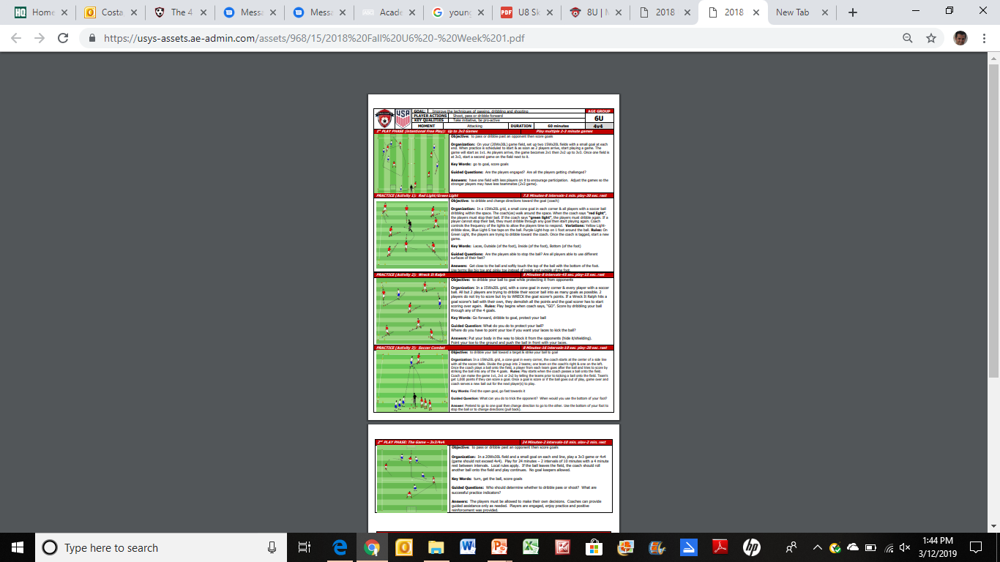 Home
Costa
The 4
Messa
Messa
Acade
young
U8 Sk
8U | M
2018
2018
New Tab
https://usys-assets.ae-admin.com/assets/968/15/2018%20Fall%20U6%20-%20Week%201.pdf
GOAL: Improve the techniques of passing, dribbling and shooting
AGE GROUP
PLAYER ACTIONS Shoot, pass or dribble forward
6U
KEY QUALITIES Take initiative, be pro-active
MOMENT Attacking DURATION 60 minutes 4v4
1st PLAY PHASE (Intentional Free Play): Up to 3v3 Games Play multiple 2-3 minute games
Objective: to pass or dribble past an opponent then score goals
Organization: On your (20Wx30L) game field, set up two 15Wx20L fields with a small goal at each
end. When practice is scheduled to start & as soon as 2 players arrive, start playing a game. The
game will start as 1v1. As players arrive, the game becomes 2v1 then 2v2 up to 3v3. Once one field is
at 3v3, start a second game on the field next to it.
Key Words: go to goal, score goals
Guided Questions: Are the players engaged? Are all the players getting challenged?
Answers: have one field with less players on it to encourage participation. Adjust the games so the
stronger players may have less teammates (2v3 game).
PRACTICE (Activity 1): Red Light/Green Light 7.5 Minutes-8 intervals-1 min. play-30 sec. rest
Objective: to dribble and change directions toward the goal (coach)
Organization: In a 15Wx20L grid, a small cone goal in each corner & all players with a soccer ball
dribbling within the space. The coach(es) walk around the space. When the coach says "red light",
the players must stop their ball. If the coach says "green light", the players must dribble again. If a
player cannot stop their ball, they must dribble through any goal then start playing again. Coach
controls the frequency of the lights to allow the players time to respond. Variations: Yellow Light-
dribble slow, Blue Light-5 toe taps on the ball. Purple Light-hop on 1 foot around the ball. Rules: On
Green Light, the players are trying to dribble toward the coach. Once the coach is tagged, start a new
game.
Key Words: Laces, Outside (of the foot), Inside (of the foot), Bottom (of the foot)
Guided Questions: Are the players able to stop the ball? Are all players able to use different
surfaces of their feet?
Answers: Get close to the ball and softly touch the top of the ball with the bottom of the foot.
Use terms like big toe and pinky toe instead of inside and outside of the foot.
PRACTICE (Activity 2): Wreck It Ralph 8 Minutes-8 intervals-45 sec. play-15 sec. rest
Objective: to dribble your ball to goal while protecting it from opponents
Organization: In a 15Wx20L grid, with a cone goal in every corner & every player with a soccer
ball. All but 2 players are trying to dribble their soccer ball into as many goals as possible. 2
players do not try to score but try to WRECK the goal scorer's points. If a Wreck It Ralph hits a
goal scorer's ball with their own, they demolish all the points and the goal scorer has to start
scoring over again. Rules: Play begins when coach says, "GO". Score by dribbling your ball
through any of the 4 goals.
Key Words: Go forward, dribble to goal, protect your ball
Guided Question: What do you do to protect your ball?
Where do you have to point your toe if you want your laces to kick the ball?
Answers: Put your body in the way to block it from the opponents (hide it/shielding).
Point your toe to the ground and push the ball in front with your laces.
PRACTICE (Activity 3): Soccer Combat 8 Minutes-16 intervals-10 sec. play-20 sec. rest
Objective: to dribble your ball toward a target & strike your ball to goal
Organization: In a 15Wx20L grid, a cone goal in every corner, the coach starts at the center of a side line
with all the soccer balls. Divide the group into 2 teams; one team on the coach's right & one on the left.
Once the coach plays a ball onto the field, a player from each team goes after the ball and tries to score by
striking the ball into any of the 4 goals. Rules: Play starts when the coach passes a ball onto the field.
Coach can make the game 1v1, 2v1 or 2v2 by telling the teams prior to kicking a ball onto the field. Teams
get 1,000 points if they can score a goal. Once a goal is score or if the ball goes out of play, game over and
coach serves a new ball out for the next player(s) to play.
Key Words: Find the open goal, go fast towards it
Guided Question: What can you do to trick the opponent? When would you use the bottom of your foot?
Answer: Pretend to go to one goal then change direction to go to the other. Use the bottom of your foot to
stop the ball or to change directions (pull back).
2nd PLAY PHASE: The Game – 3v3/4v4 24 Minutes-2 intervals-10 min. play-2 min. rest
Objective: to pass or dribble past an opponent then score goals
Organization: In a 20Wx30L field and a small goal on each end line, play a 3v3 game or 4v4
(game should not exceed 4v4). Play for 24 minutes – 2 intervals of 10 minutes with a 4 minute
rest between intervals. Local rules apply. If the ball leaves the field, the coach should roll
another ball onto the field and play continues. No goal keepers allowed.
Key Words: turn, get the ball, score goals
Guided Questions: Who should determine whether to dribble pass or shoot? What are
successful practice indicators?
Answers: The players must be allowed to make their own decisions. Coaches can provide
guided assistance only as needed. Players are engaged, enjoy practice and positive
reinforcement was provided.
Type here to search
1:44 PM
3/12/2019